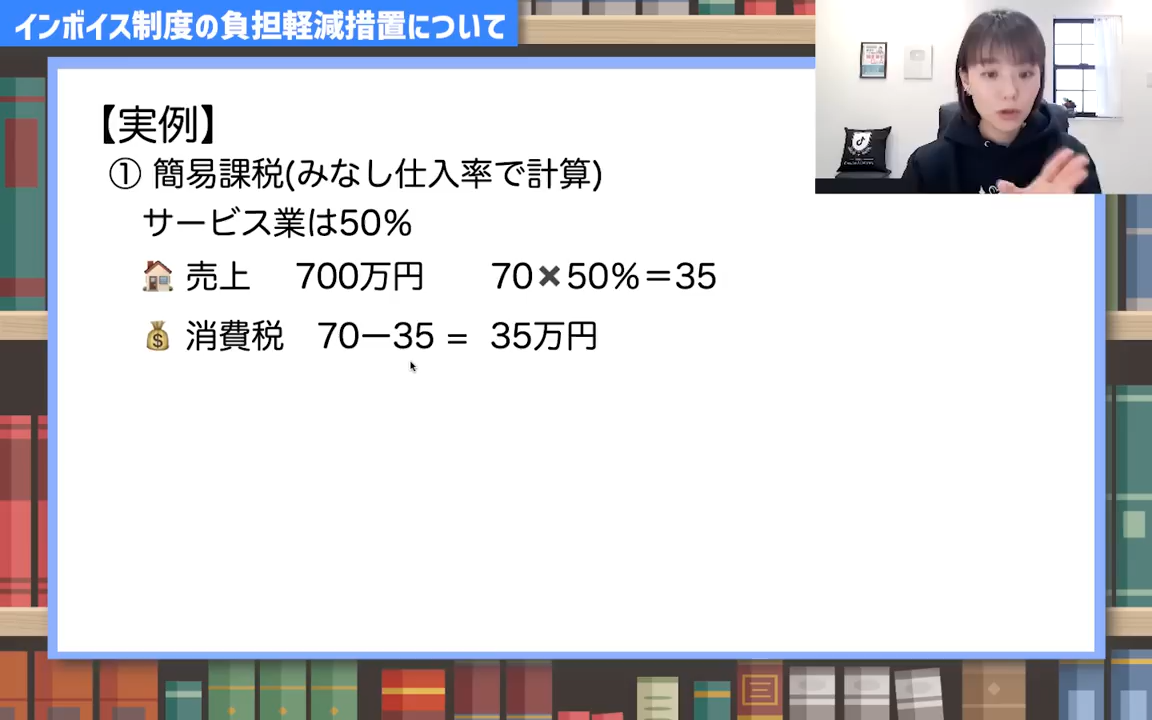 インボイス制度の負担軽減措置について
【実例】
① 簡易課税(みなし仕入率で計算)
サービス業は50%
売上 700万円 70✖50%＝35
消費税 70ー35 = 35万円